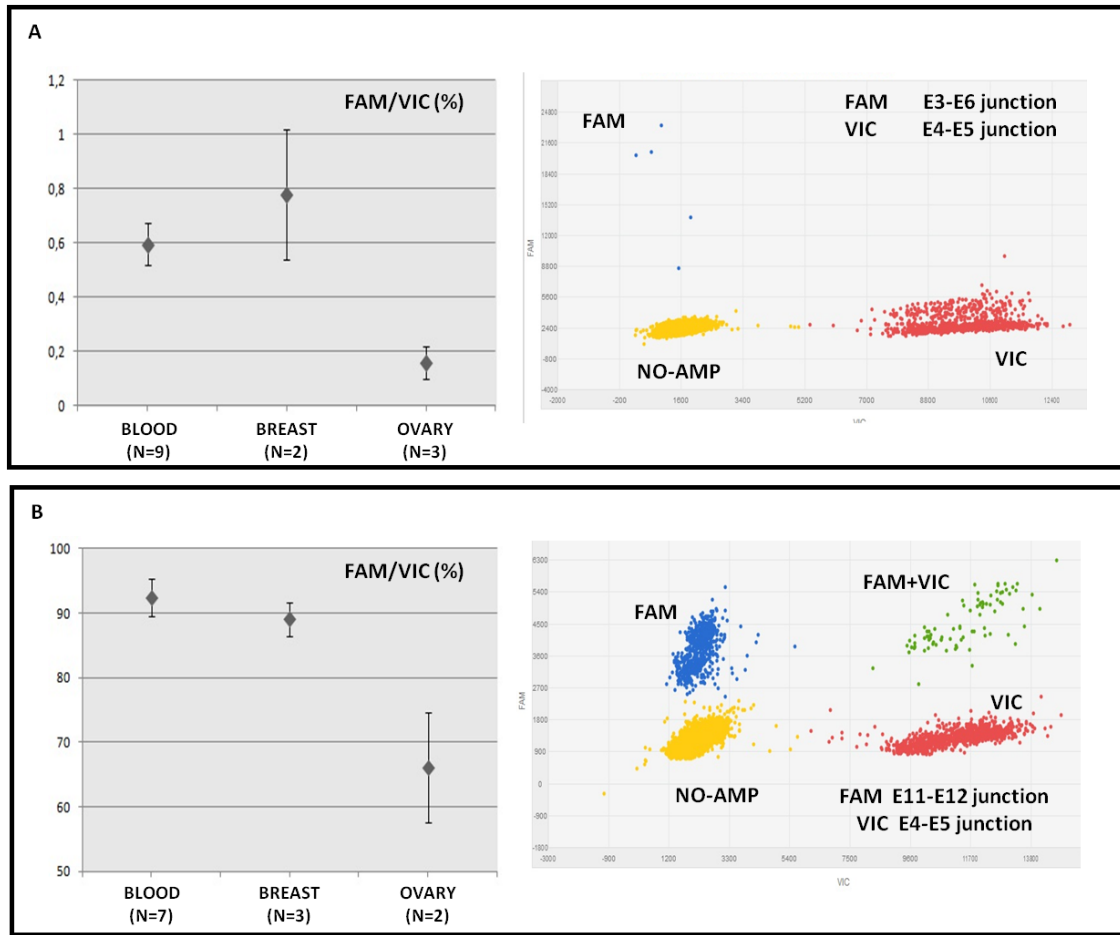 A
FAM/VIC (%)
1,2
1
0,8
0,6
0,4
0,2
0
BLOOD
(N=9)
BREAST
(N=2)
OVARY
(N=3)
FAM
FAM E3-E6 junction
VIC E4-E5 junction
24800
21600
18400
15300
12000
8800
5600
2400
-800
-4000
FAM
NO-AMP
VIC
-2000
-200
1600
3400
5200
7000
8800
10600
12400
VIC
B
FAM/VIC (%)
100
90
80
70
60
50
BLOOD
(N=7)
BREAST
(N=3)
OVARY
(N=2)
FAM
FAM+VIC
VIC
6300
5400
4500
3600
2700
1800
900
0
-900
-1800
FAM
NO-AMP
FAM E11-E12 junction
VIC E4-E5 junction
-3000
-900
1200
3300
5400
7500
9600
11700
13800
VIC